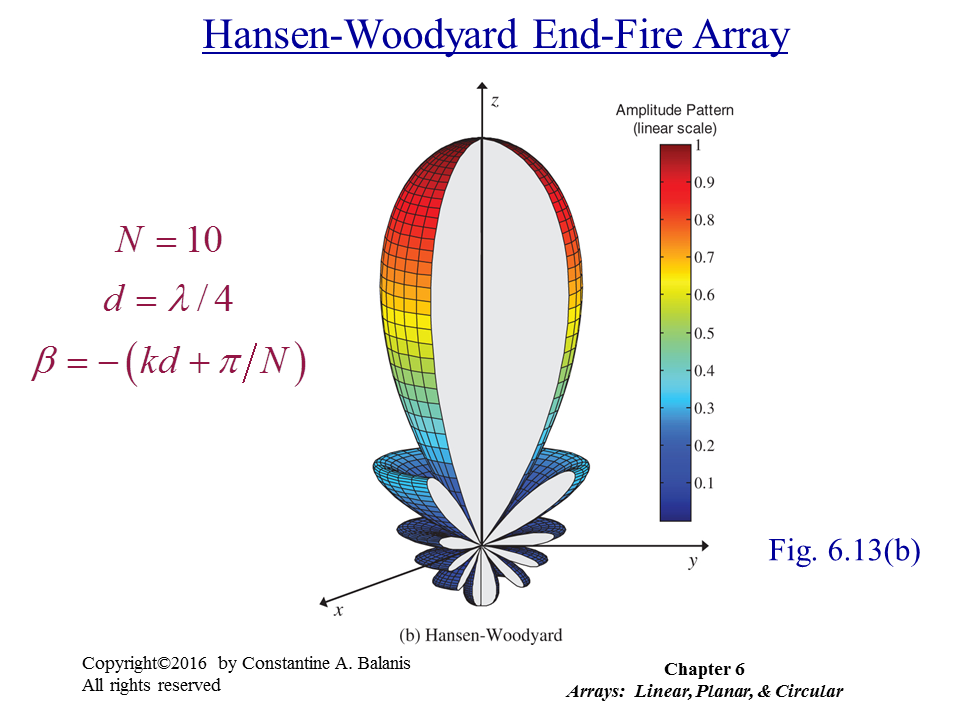 Hansen-Woodyard End-Fire Array
z
Amplitude Pattern
(linear scale)
1
0.9
0.8
0.7
0.6
0.5
0.4
0.3
0.2
0.1
N = 10
d = λ / 4
β = −(kd + π/N)
y
x
Fig. 6.13(b)
(b) Hansen-Woodyard
Copyright©2016 by Constantine A. Balanis
All rights reserved
Chapter 6
Arrays: Linear, Planar, & Circular